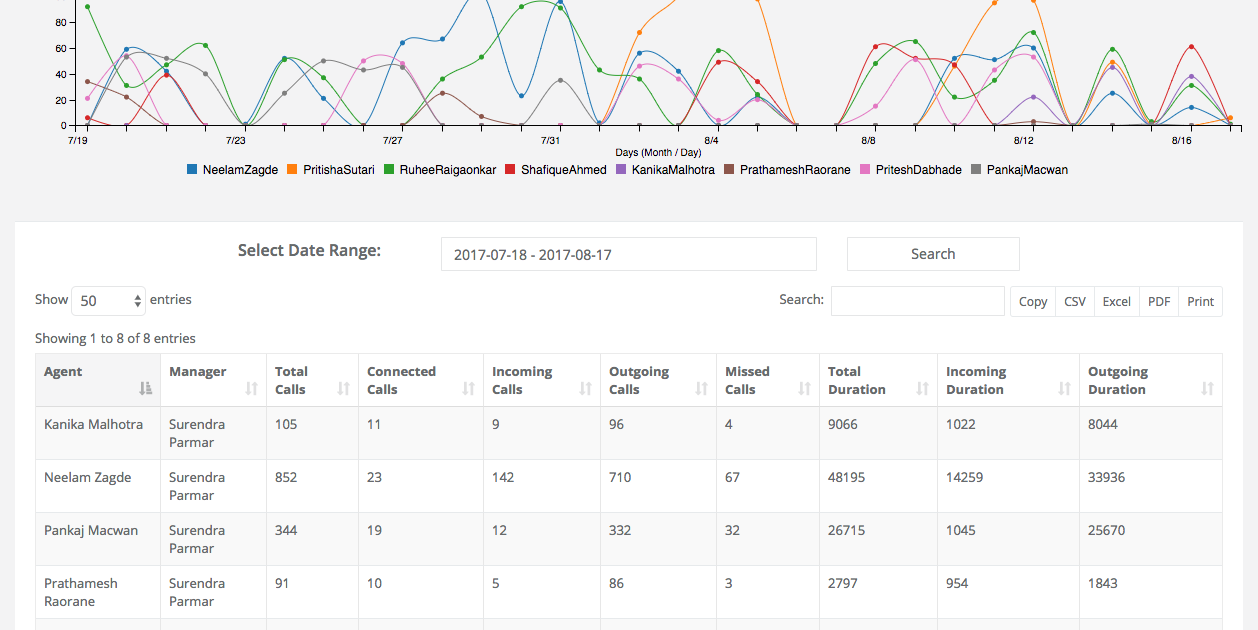 80
60
40
20
0
7/19 7/23 7/27 7/31 8/4 8/8 8/12 8/16
Days (Month / Day)
NeelamZagde PritishaSutari RuheeRaigaonkar ShafiqueAhmed KanikaMalhotra PrathameshRaorane PriteshDabhade PankajMacwan
Select Date Range: 2017-07-18 - 2017-08-17 Search
Show 50 entries Search: Copy CSV Excel PDF Print
Showing 1 to 8 of 8 entries
Agent Manager Total Connected Incoming Outgoing Missed Total Incoming Outgoing
Calls Calls Calls Calls Calls Duration Duration Duration
Kanika Malhotra Surendra 105 11 9 96 4 9066 1022 8044
Parmar
Neelam Zagde Surendra 852 23 142 710 67 48195 14259 33936
Parmar
Pankaj Macwan Surendra 344 19 12 332 32 26715 1045 25670
Parmar
Prathamesh Surendra 91 10 5 86 3 2797 954 1843
Raorane Parmar